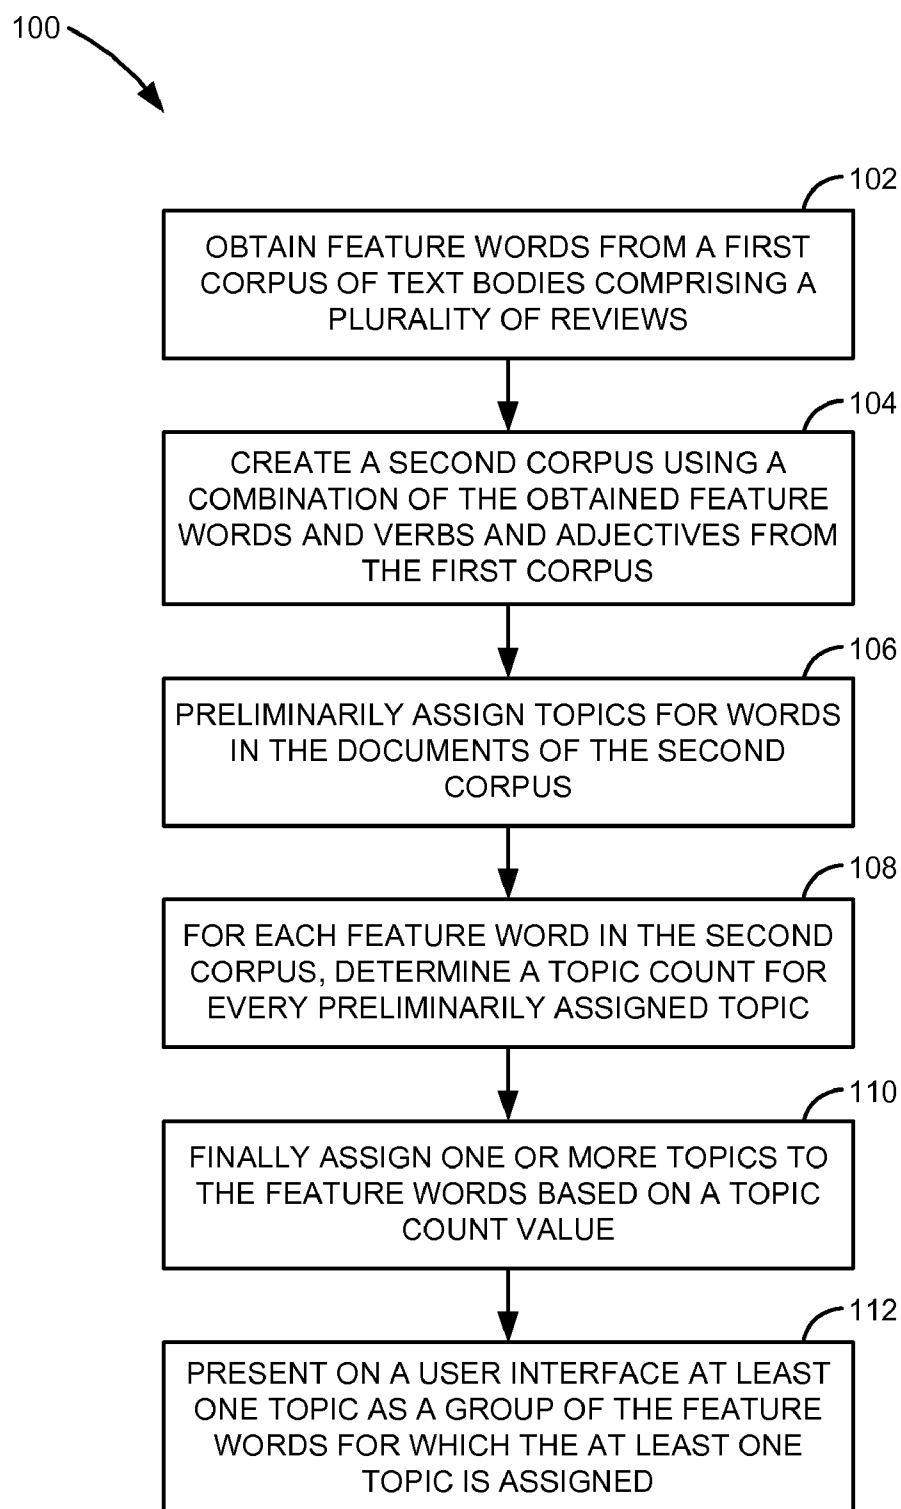 100
102
OBTAIN FEATURE WORDS FROM A FIRST
CORPUS OF TEXT BODIES COMPRISING A
PLURALITY OF REVIEWS
104
CREATE A SECOND CORPUS USING A
COMBINATION OF THE OBTAINED FEATURE
WORDS AND VERBS AND ADJECTIVES FROM
THE FIRST CORPUS
106
PRELIMINARILY ASSIGN TOPICS FOR WORDS
IN THE DOCUMENTS OF THE SECOND
CORPUS
108
FOR EACH FEATURE WORD IN THE SECOND
CORPUS, DETERMINE A TOPIC COUNT FOR
EVERY PRELIMINARILY ASSIGNED TOPIC
110
FINALLY ASSIGN ONE OR MORE TOPICS TO
THE FEATURE WORDS BASED ON A TOPIC
COUNT VALUE
112
PRESENT ON A USER INTERFACE AT LEAST
ONE TOPIC AS A GROUP OF THE FEATURE
WORDS FOR WHICH THE AT LEAST ONE
TOPIC IS ASSIGNED